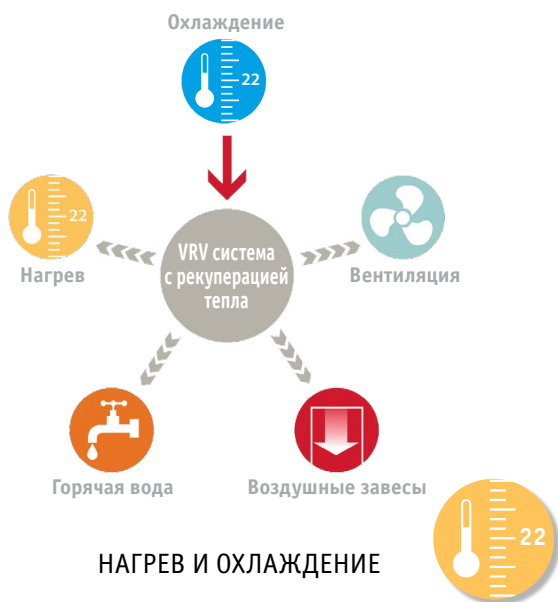 Охлаждение
22
22
Нагрев
VRV система
с рекуперацией
тепла
Вентиляция
Горячая вода
Воздушные завесы
НАГРЕВ И ОХЛАЖДЕНИЕ
22